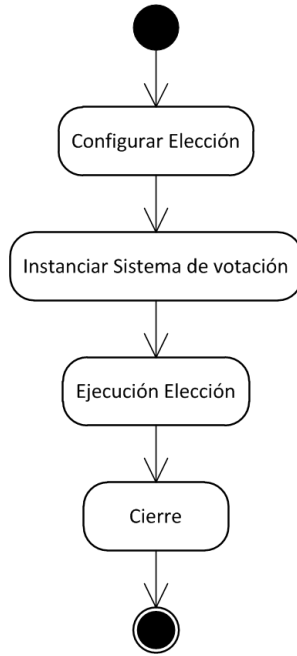 Configurar Elección
Instanciar Sistema de votación
Ejecución Elección
Cierre